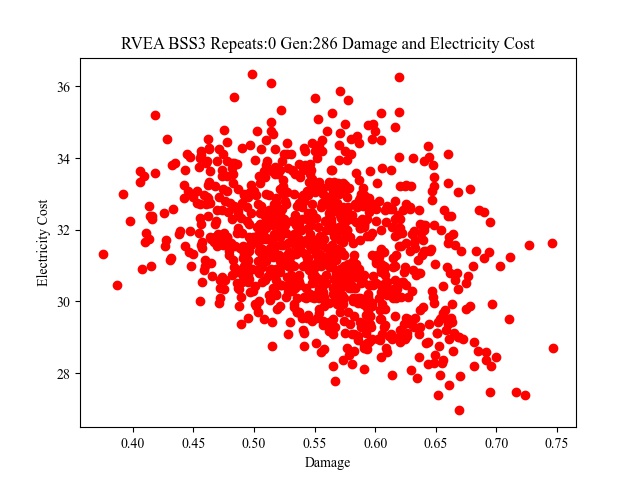 RVEA BSS3 Repeats:0 Gen:286 Damage and Electricity Cost
36
34
32
30
28
Electricity Cost
0.40 0.45 0.50 0.55 0.60 0.65 0.70 0.75
Damage